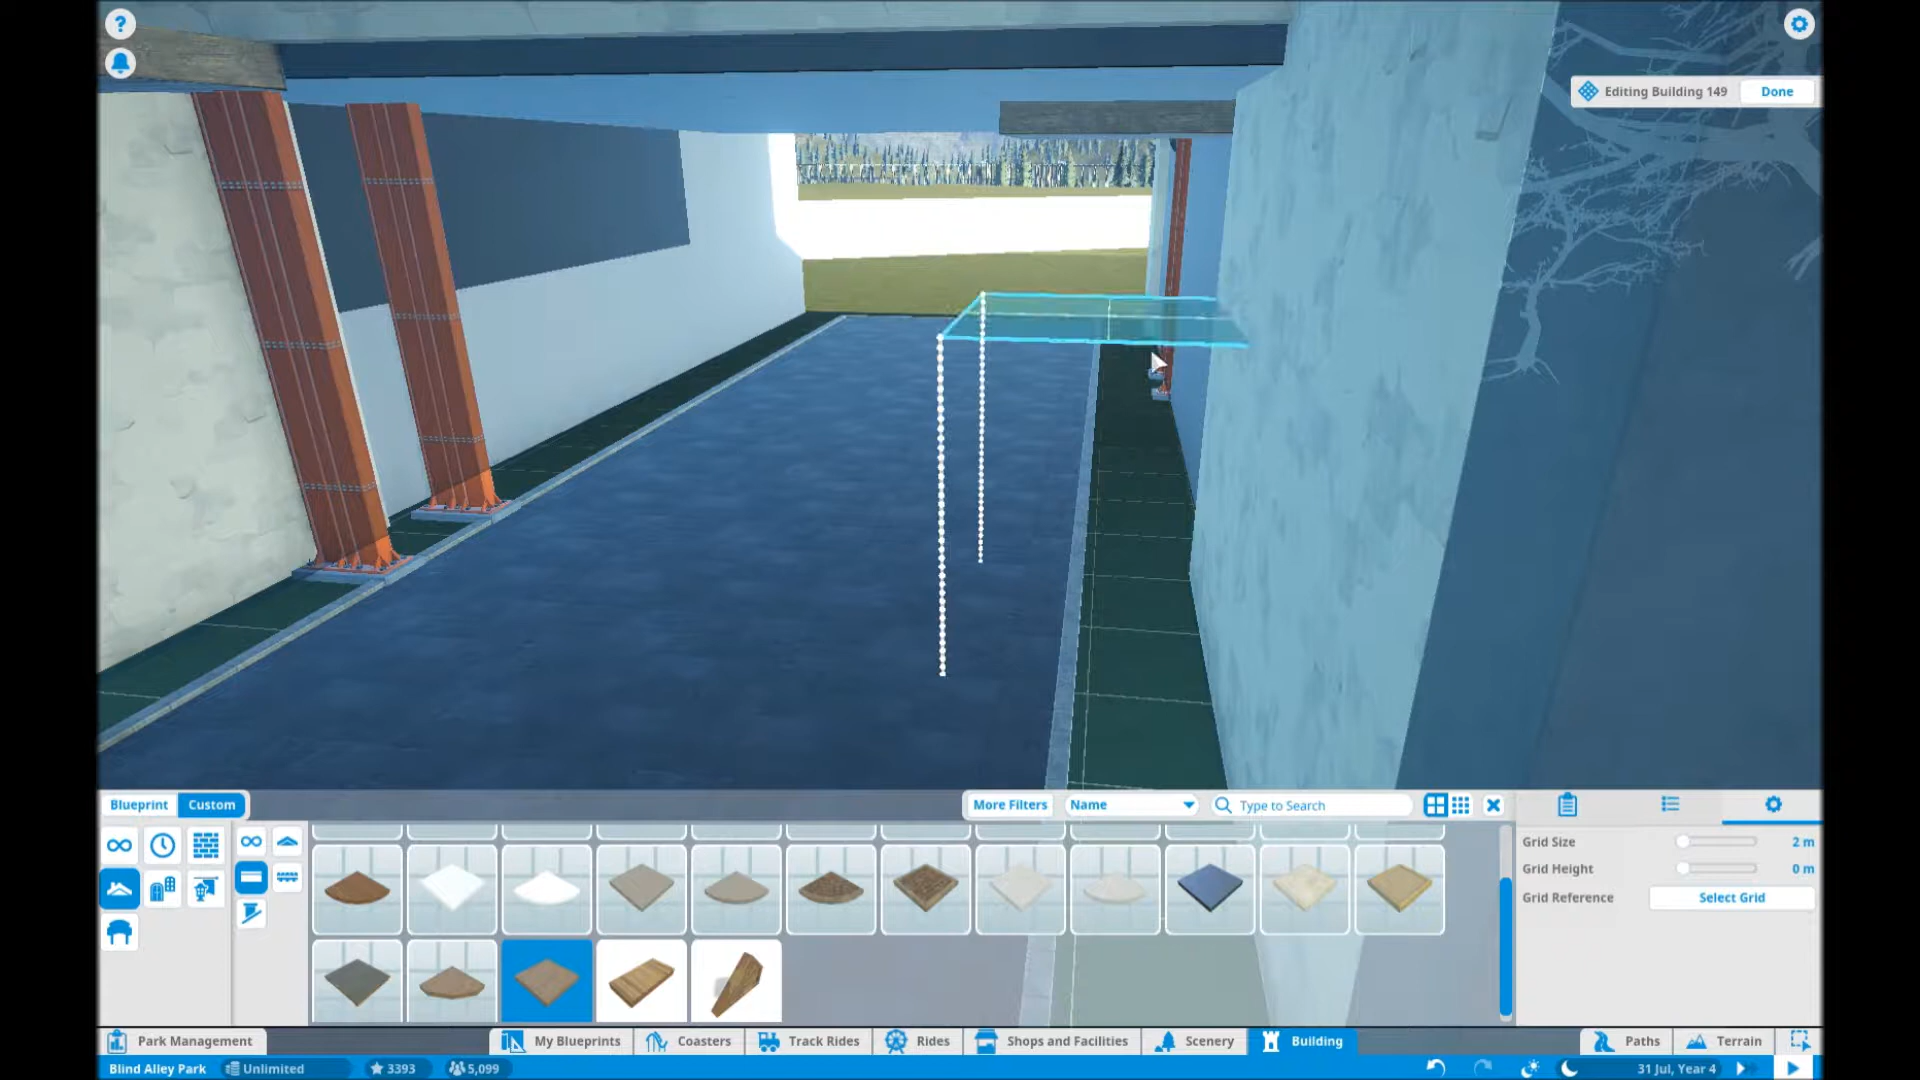 ?
Editing Building 149 Done
Blueprint Custom More Filters Name Type to Search
Grid Size 2 m
Grid Height 0 m
Grid Reference Select Grid
Park Management My Blueprints Coasters Track Rides Rides Shops and Facilities Scenery Building Paths Terrain
Blind Alley Park Unlimited 3393 5,099 31 Jul, Year 4